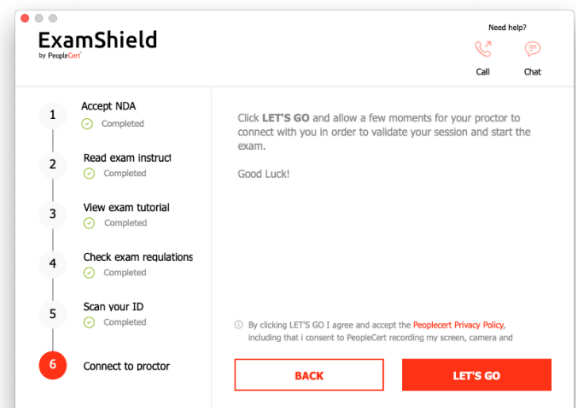 ExamShield
by PeopleCert
Need help?
Call
Chat
1
Accept NDA
Completed
2
Read exam instruct
Completed
3
View exam tutorial
Completed
4
Check exam regulations
Completed
5
Scan your ID
Completed
6
Connect to proctor
Click LET'S GO and allow a few moments for your proctor to
connect with you in order to validate your session and start the
exam.
Good Luck!
By clicking LET'S GO I agree and accept the Peoplecert Privacy Policy,
including that i consent to PeopleCert recording my screen, camera and
BACK
LET'S GO